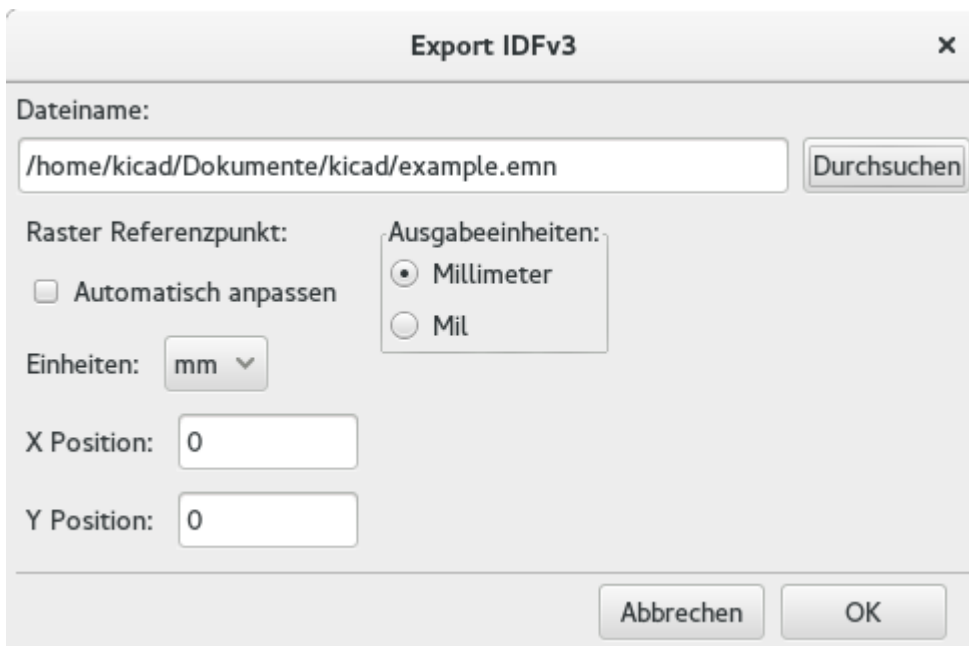 Export IDFv3
Dateiname:
/home/kicad/Dokumente/kicad/example.emn
Durchsuchen
Raster Referenzpunkt:
Automatisch anpassen
Einheiten: mm
X Position: 0
Y Position: 0
Ausgabeeinheiten:
Millimeter
Mil
Abbrechen
OK